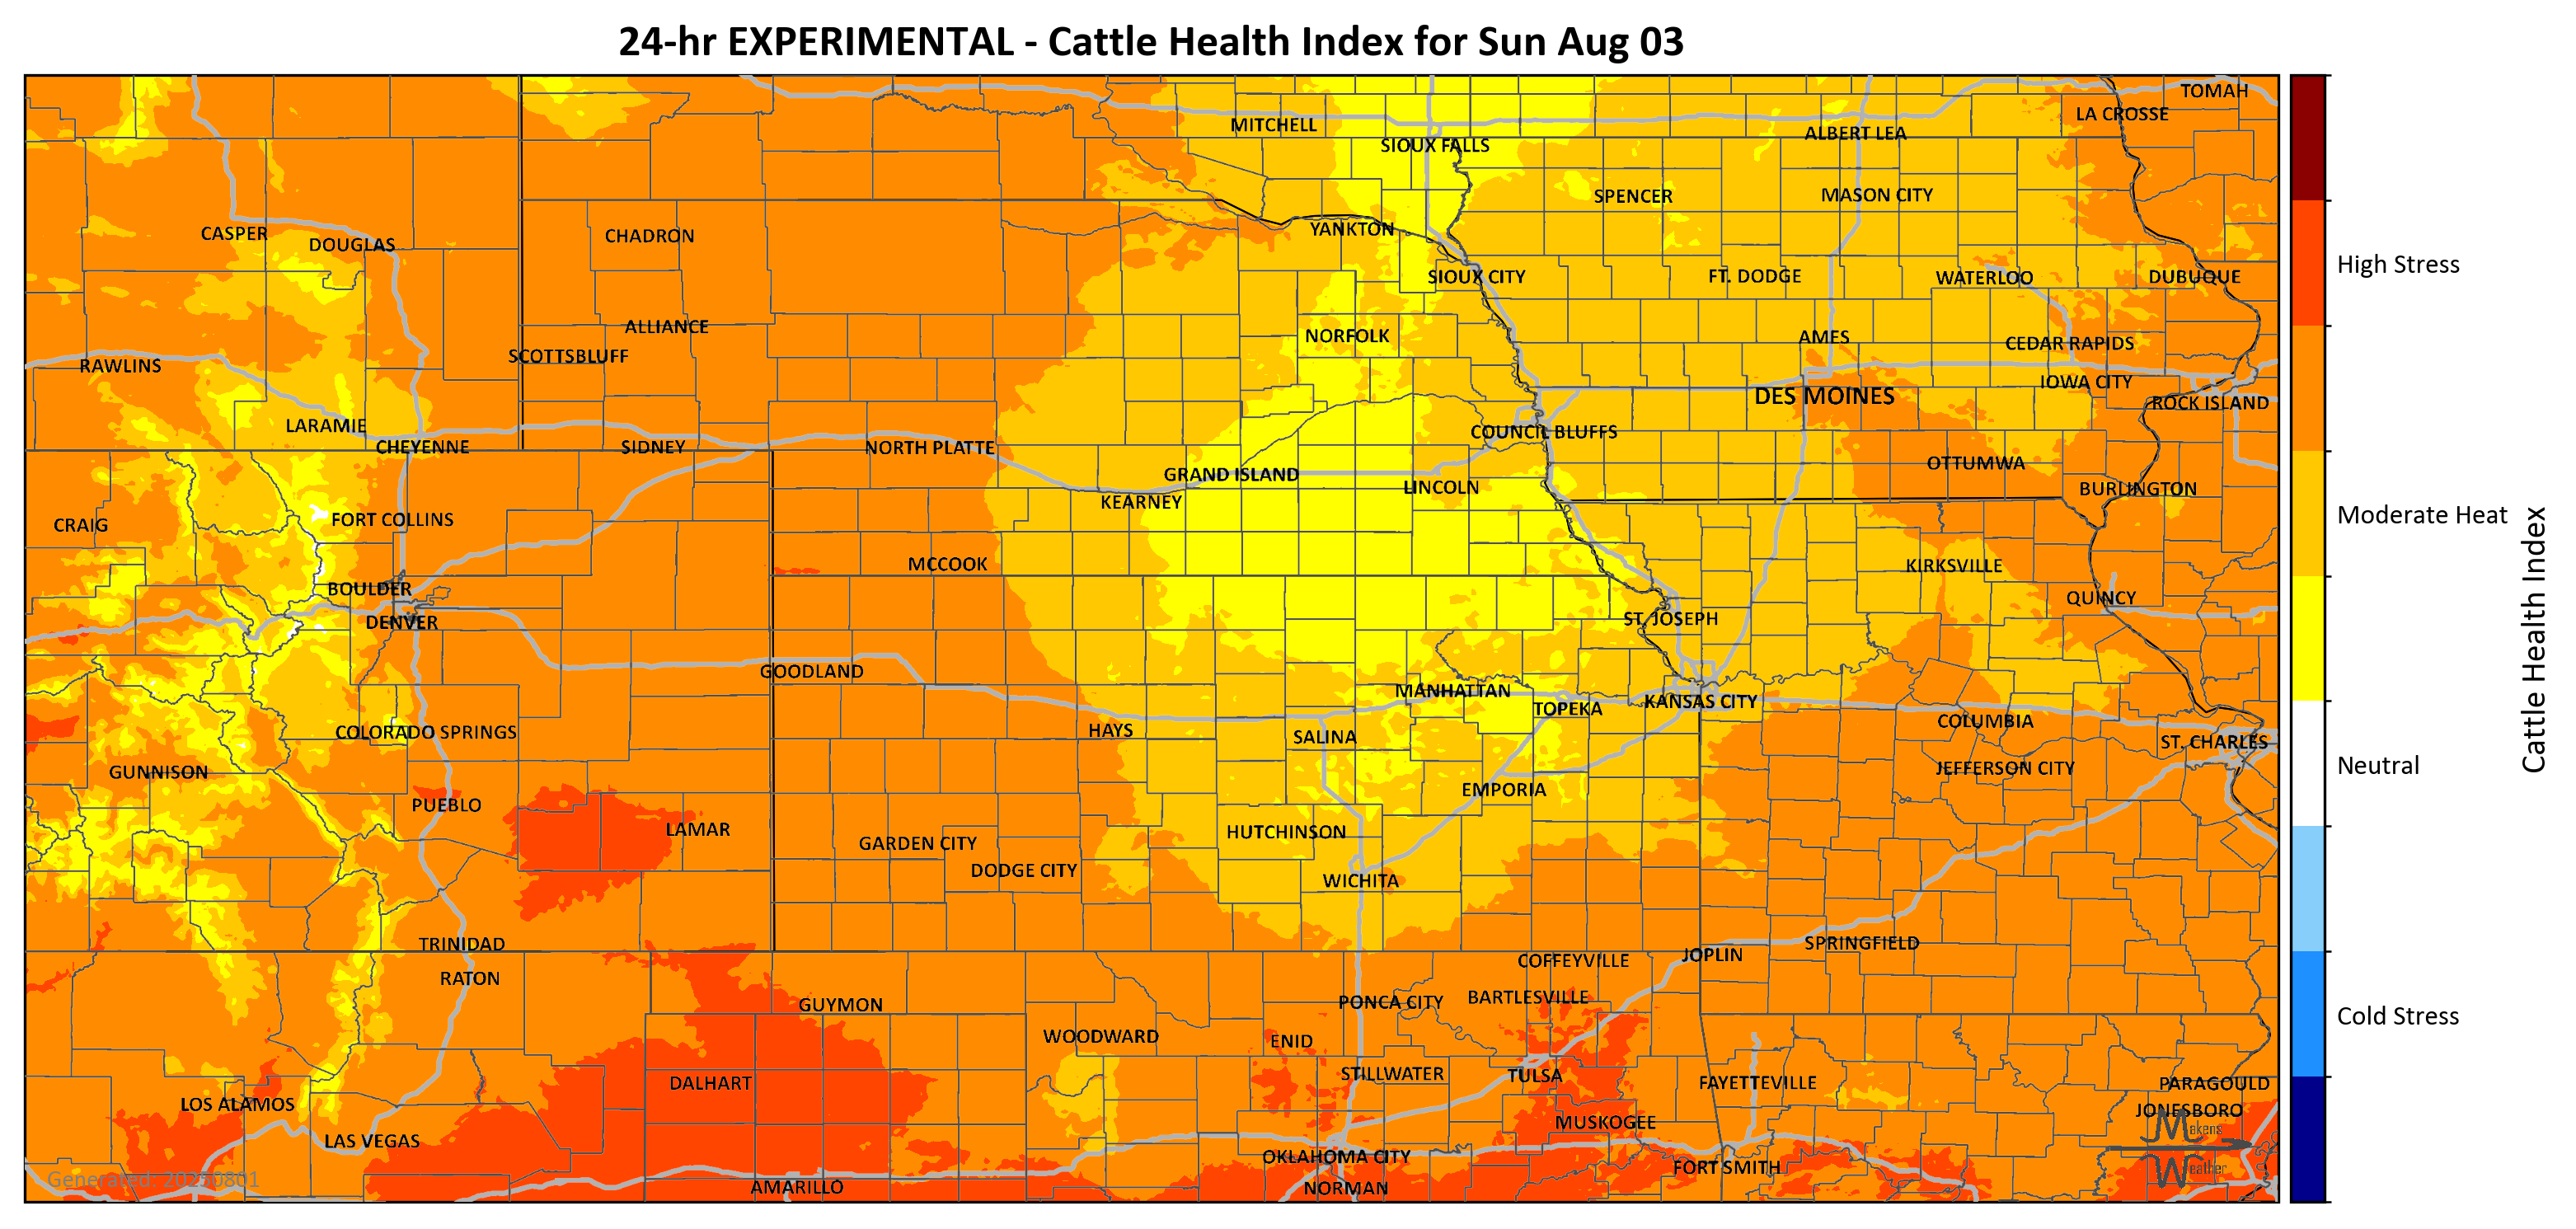 24-hr EXPERIMENTAL - Cattle Health Index for Sun Aug 03
TOMAH
LA CROSSE
MITCHELL
ALBERT LEA
SIOUX FALLS
SPENCER
MASON CITY
CASPER
DOUGLAS
CHADRON
YANKTON
SIOUX CITY
FT. DODGE
WATERLOO
DUBUQUE
High Stress
ALLIANCE
NORFOLK
AMES
CEDAR RAPIDS
SCOTTSBLUFF
RAWLINS
IOWA CITY
DES MOINES
ROCK ISLAND
LARAMIE
CHEYENNE
SIDNEY
NORTH PLATTE
COUNCIL BLUFFS
GRAND ISLAND
OTTUMWA
LINCOLN
BURLINGTON
KEARNEY
CRAIG
FORT COLLINS
Moderate Heat
MCCOOK
KIRKSVILLE
BOULDER
QUINCY
DENVER
ST. JOSEPH
Cattle Health Index
GOODLAND
MANHATTAN
KANSAS CITY
TOPEKA
COLUMBIA
COLORADO SPRINGS
HAYS
SALINA
ST. CHARLES
GUNNISON
JEFFERSON CITY
Neutral
EMPORIA
PUEBLO
LAMAR
HUTCHINSON
GARDEN CITY
DODGE CITY
WICHITA
TRINIDAD
SPRINGFIELD
JOPLIN
COFFEYVILLE
RATON
GUYMON
PONCA CITY
BARTLESVILLE
Cold Stress
WOODWARD
ENID
DALHART
STILLWATER
TULSA
FAYETTEVILLE
PARAGOULD
LOS ALAMOS
JONESBORO
MUSKOGEE
Makens
LAS VEGAS
OKLAHOMA CITY
FORT SMITH
Weather
Generated: 20250801
AMARILLO
NORMAN